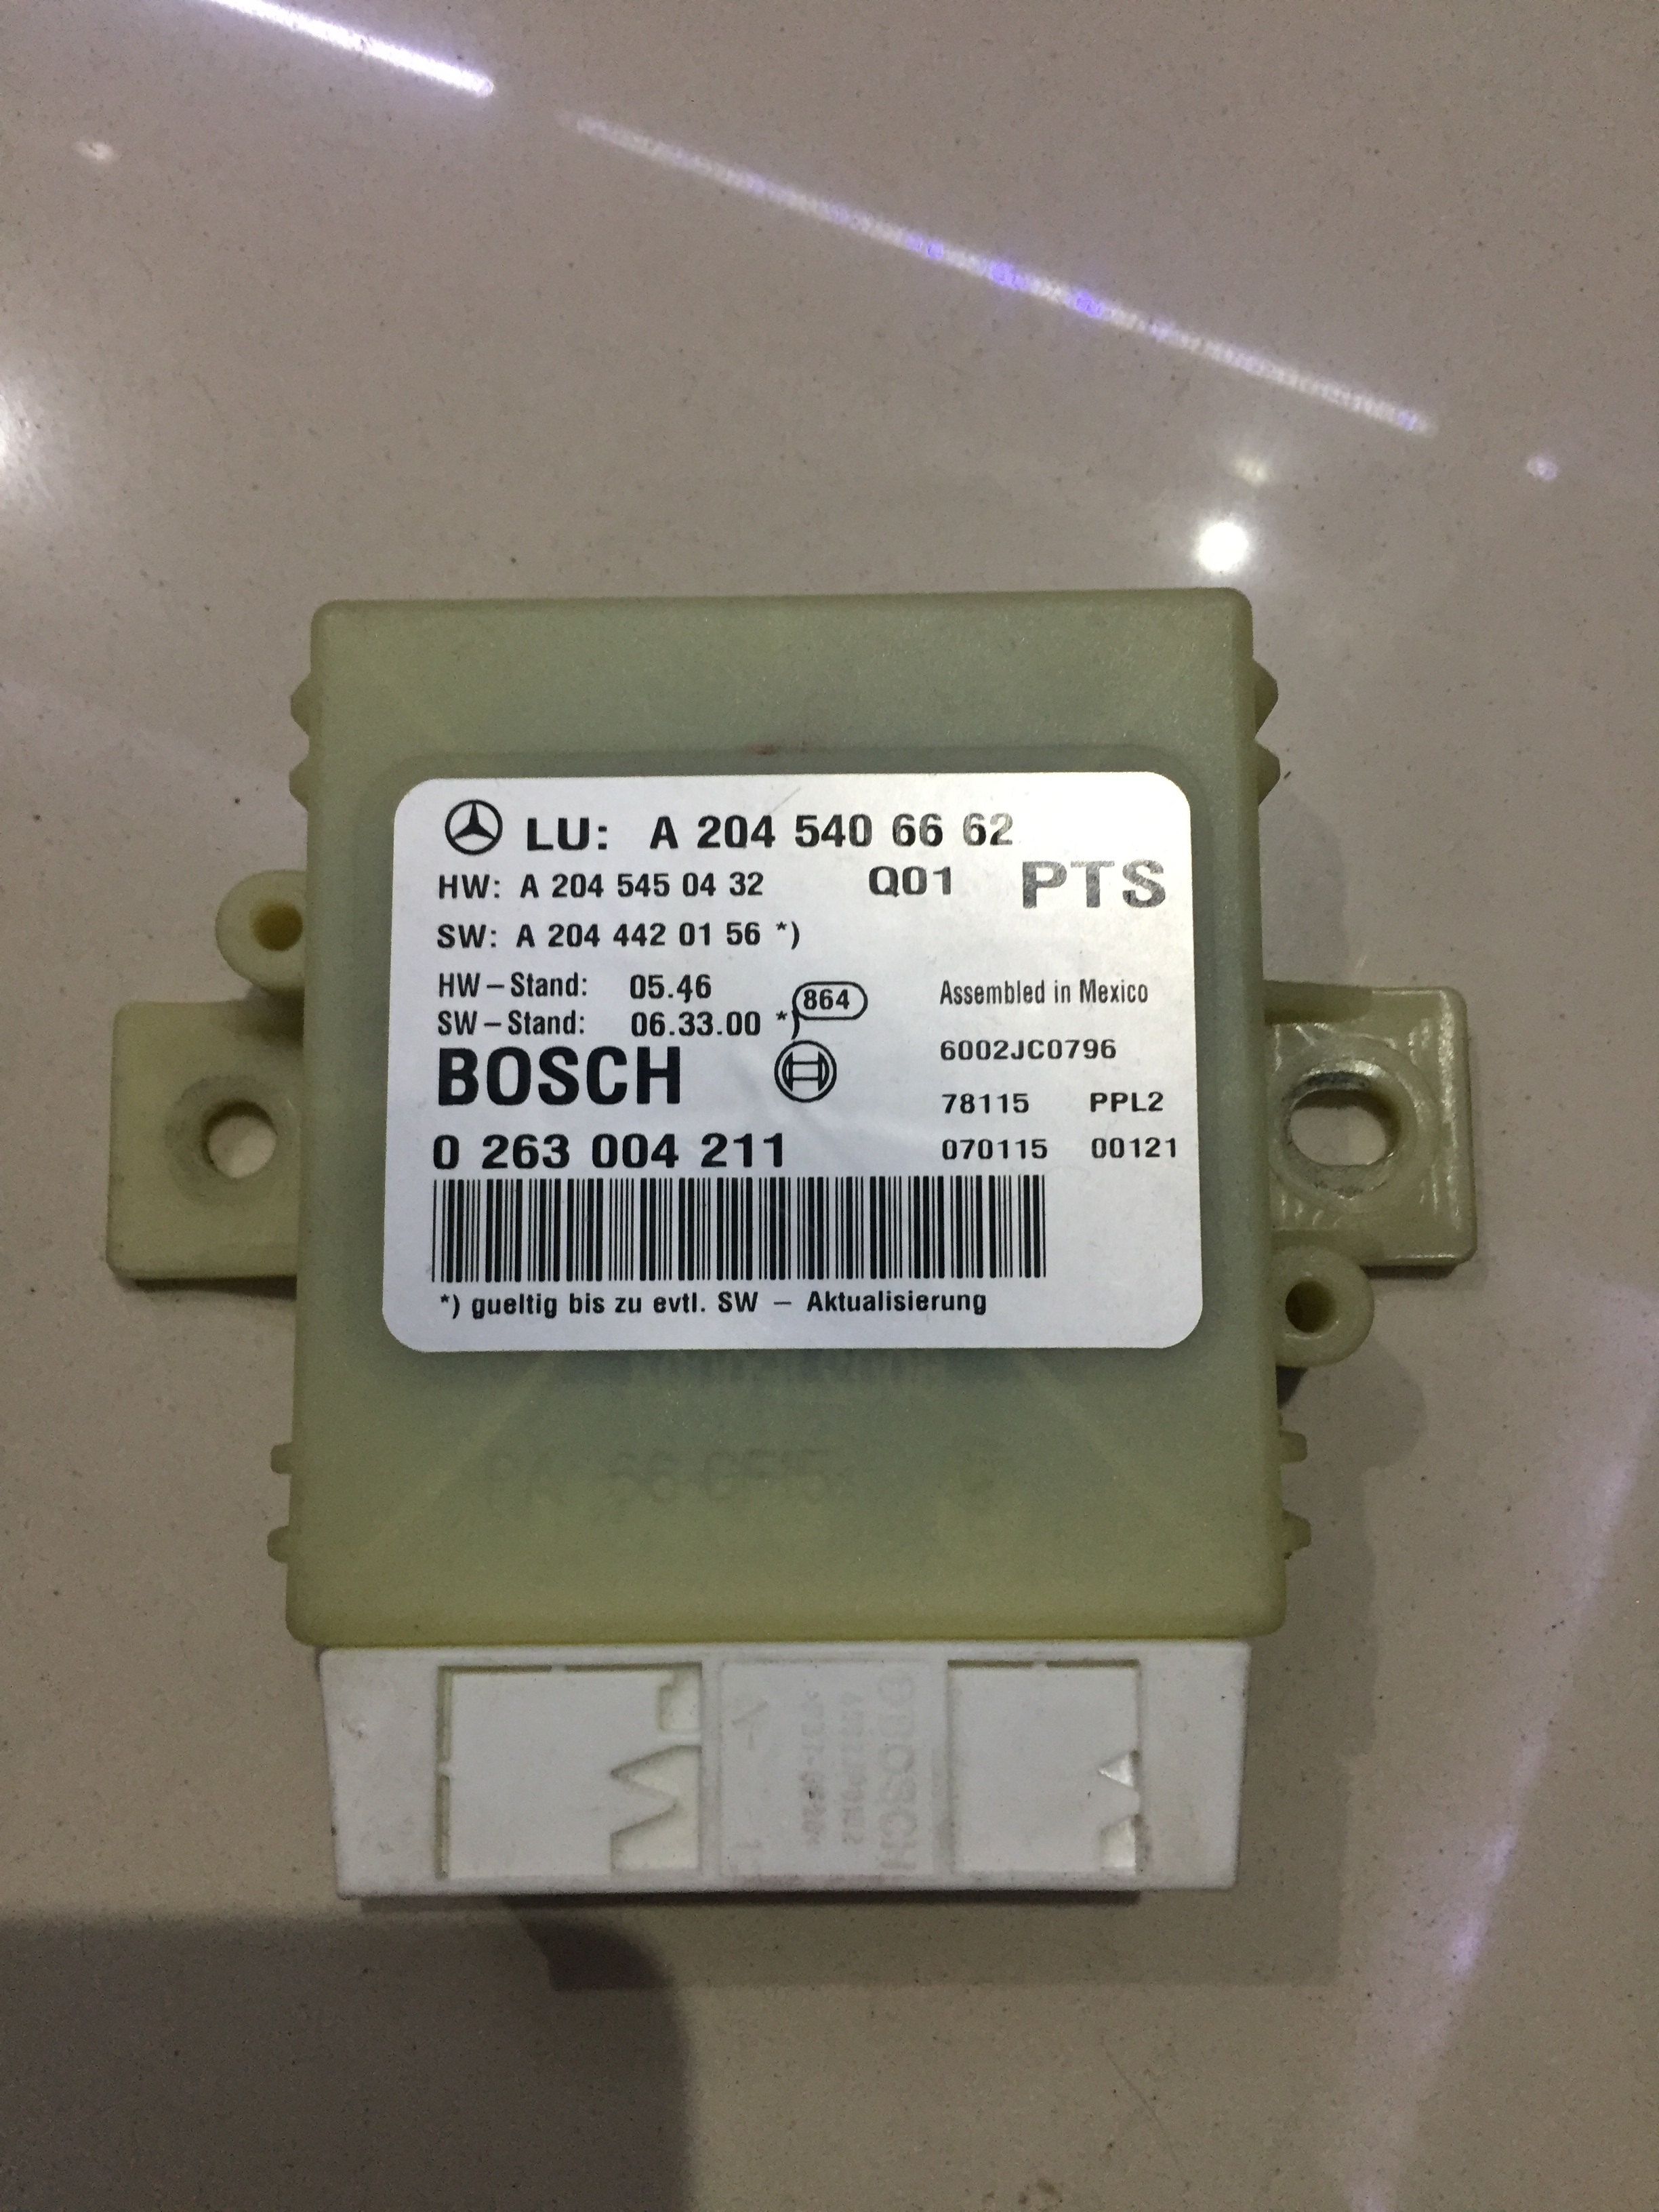 LU: A 204 540 66 62
HW: A 204 545 04 32 Q01 PTS
SW: A 204 442 01 56 *)
HW – Stand: 05.46 864 Assembled in Mexico
SW – Stand: 06.33.00 *)
6002JC0796
BOSCH
78115 PPL2
0 263 004 211 070115 00121
*) gueltig bis zu evtl. SW – Aktualisierung
BOSCH